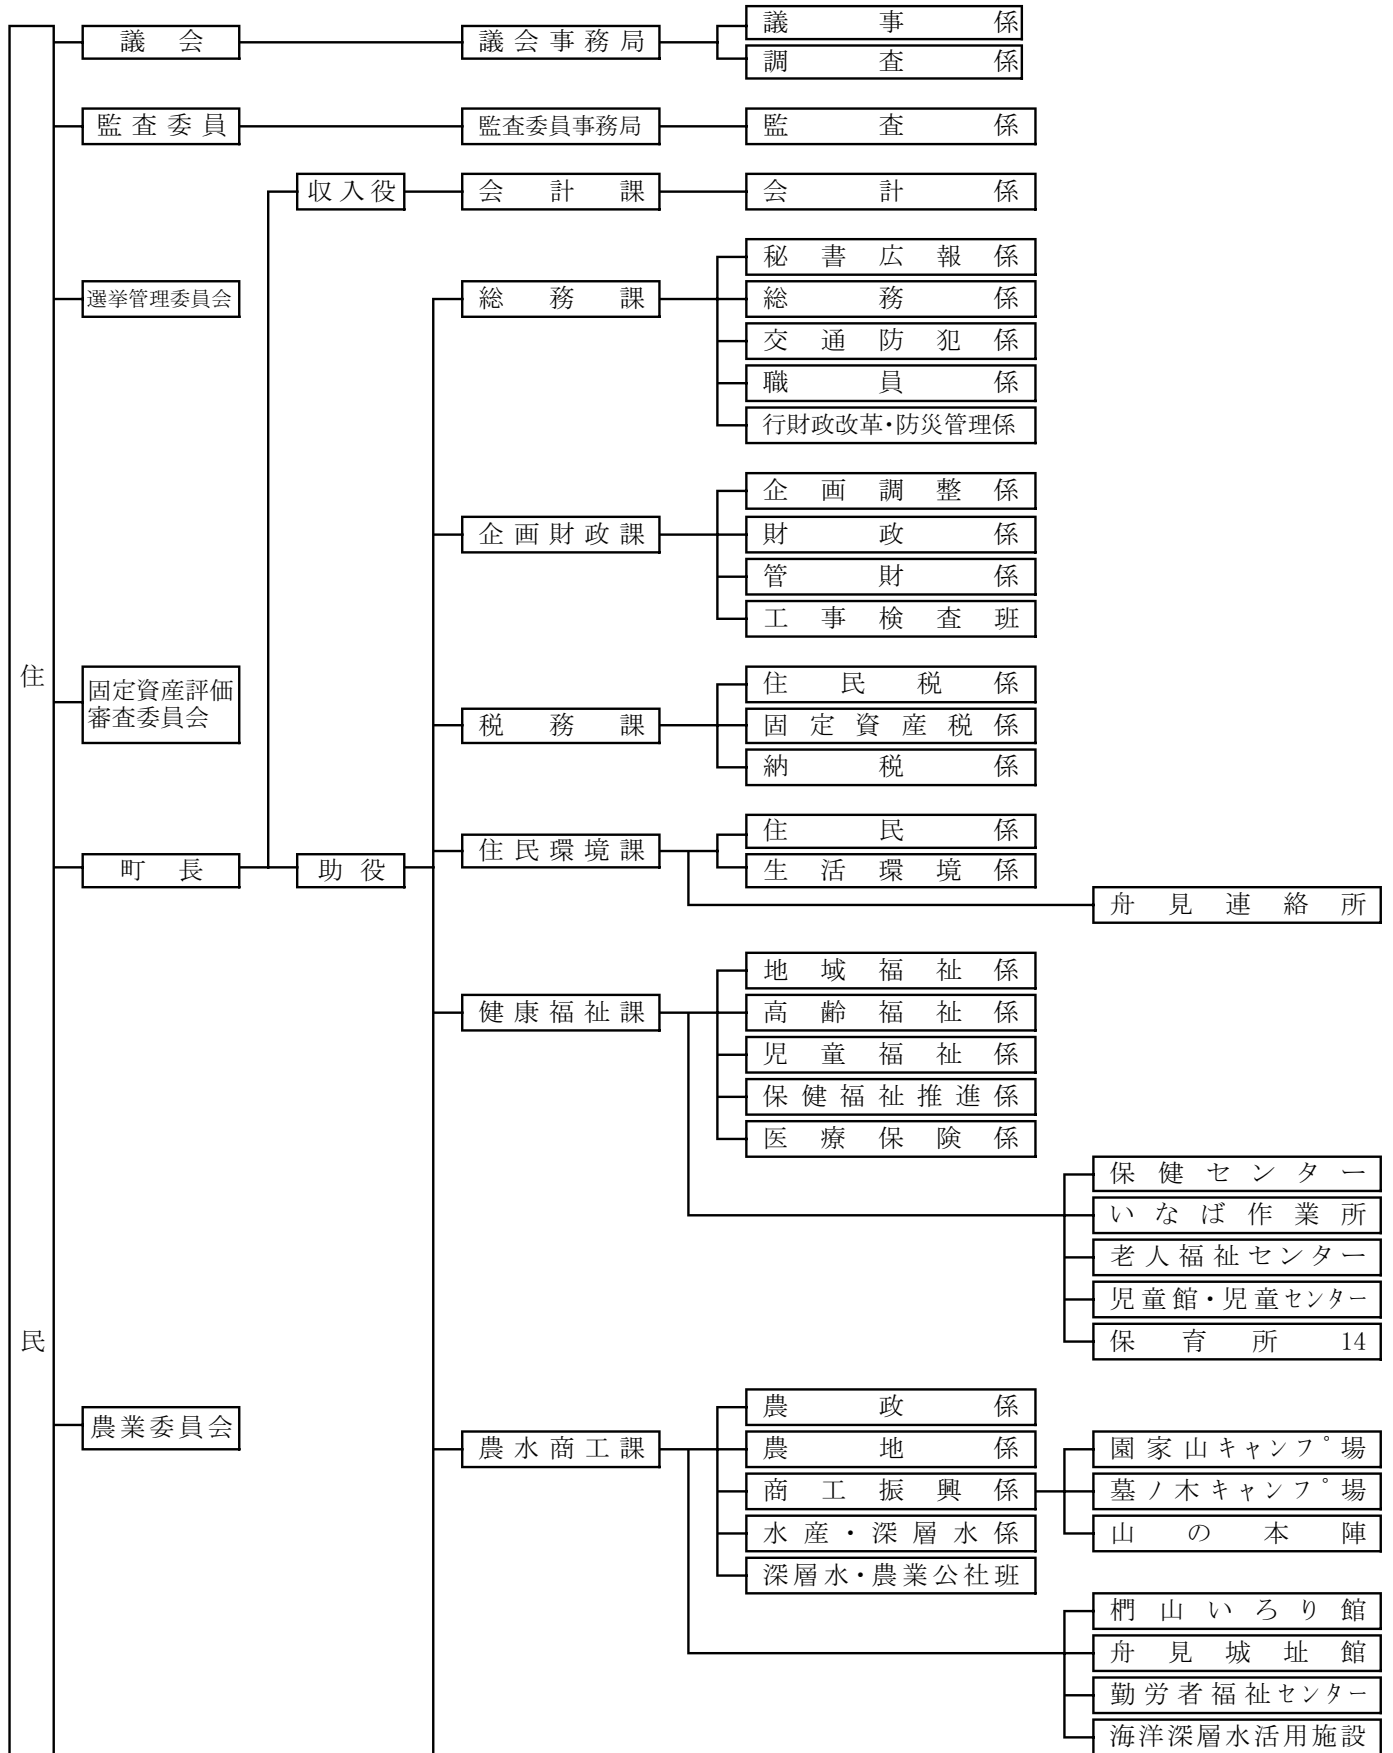 住民
議会
議会事務局
議事係
調査係
監査委員
監査委員事務局
監査係
収入役
会計課
会計係
選挙管理委員会
総務課
秘書広報係
総務係
交通防犯係
職員係
行財政改革・防災管理係
企画財政課
企画調整係
財政係
管財係
工事検査班
固定資産評価
審査委員会
税務課
住民税係
固定資産税係
納税係
町長
助役
住民環境課
住民係
生活環境係
舟見連絡所
健康福祉課
地域福祉係
高齢福祉係
児童福祉係
保健福祉推進係
医療保険係
保健センター
いなば作業所
老人福祉センター
児童館・児童センター
保育所 14
農業委員会
農水商工課
農政係
農地係
商工振興係
水産・深層水係
深層水・農業公社班
園家山キャンプ場
墓ノ木キャンプ場
山の本陣
椚山いろり館
舟見城址館
勤労者福祉センター
海洋深層水活用施設